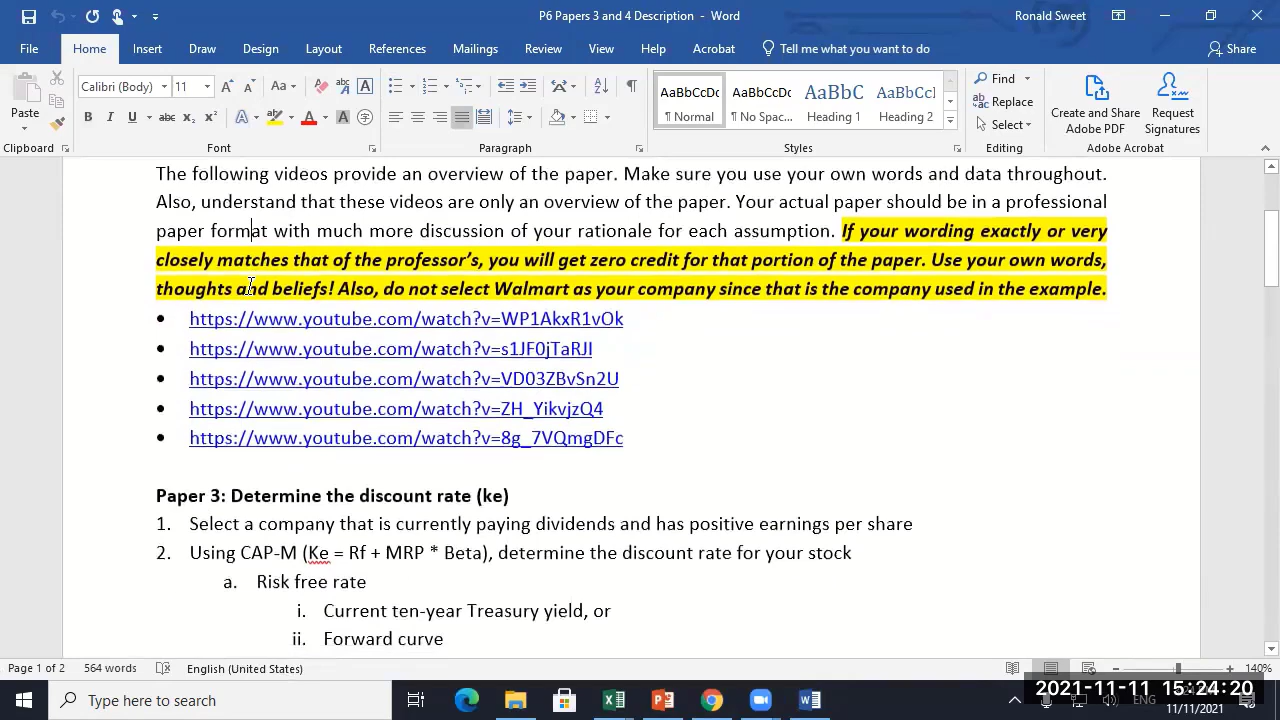 P6 Papers 3 and 4 Description - Word
Ronald Sweet
File Home Insert Draw Design Layout References Mailings Review View Help Acrobat Tell me what you want to do Share
Paste
Calibri (Body) 11
AaBbCcDc AaBbCcDc AaBbC AaBbCcl
¶ Normal ¶ No Spac... Heading 1 Heading 2
Find
Replace
Select
Create and Share Adobe PDF
Request Signatures
Clipboard Font Paragraph Styles Editing Adobe Acrobat
The following videos provide an overview of the paper. Make sure you use your own words and data throughout.
Also, understand that these videos are only an overview of the paper. Your actual paper should be in a professional
paper format with much more discussion of your rationale for each assumption. If your wording exactly or very
closely matches that of the professor's, you will get zero credit for that portion of the paper. Use your own words,
thoughts and beliefs! Also, do not select Walmart as your company since that is the company used in the example.
• https://www.youtube.com/watch?v=WP1AkxR1vOk
• https://www.youtube.com/watch?v=s1JF0jTaRJI
• https://www.youtube.com/watch?v=VD03ZBvSn2U
• https://www.youtube.com/watch?v=ZH_YikvjzQ4
• https://www.youtube.com/watch?v=8g_7VQmgDFc
Paper 3: Determine the discount rate (ke)
1. Select a company that is currently paying dividends and has positive earnings per share
2. Using CAP-M (Ke = Rf + MRP * Beta), determine the discount rate for your stock
a. Risk free rate
i. Current ten-year Treasury yield, or
ii. Forward curve
Page 1 of 2 564 words English (United States) 140%
Type here to search
ENG
2021-11-11 15:24:20
11/11/2021